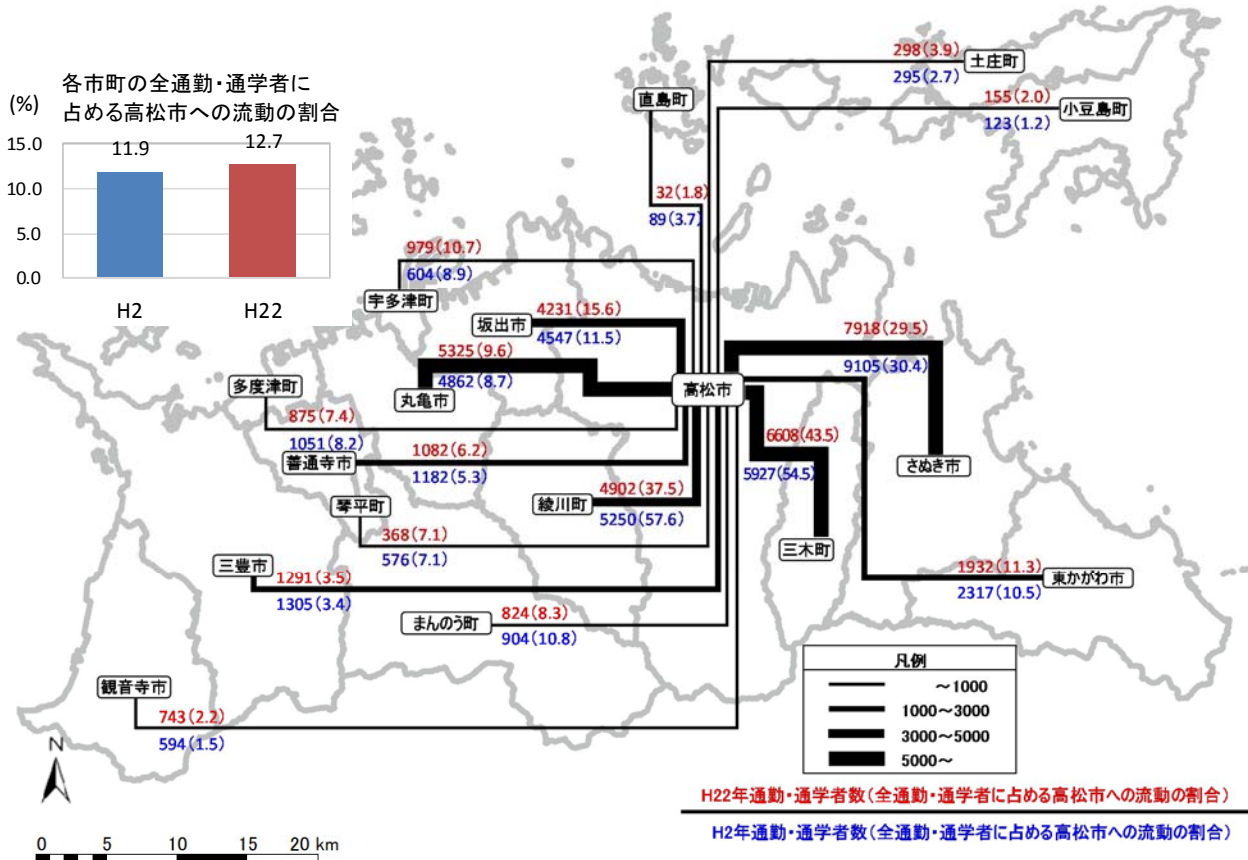 各市町の全通勤・通学者に
占める高松市への流動の割合
(%)
15.0
10.0
5.0
0.0
11.9
12.7
H2
H22
298(3.9)
土庄町
295(2.7)
直島町
155(2.0)
小豆島町
123(1.2)
32(1.8)
89(3.7)
979(10.7)
604(8.9)
宇多津町
坂出市
4231(15.6)
4547(11.5)
7918(29.5)
9105(30.4)
5325(9.6)
4862(8.7)
丸亀市
高松市
多度津町
875(7.4)
1051(8.2)
善通寺市
1082(6.2)
1182(5.3)
6608(43.5)
5927(54.5)
さぬき市
琴平町
368(7.1)
576(7.1)
綾川町
4902(37.5)
5250(57.6)
三木町
三豊市
1291(3.5)
1305(3.4)
1932(11.3)
東かがわ市
2317(10.5)
まんのう町
824(8.3)
904(10.8)
観音寺市
743(2.2)
594(1.5)
凡例
~1000
1000~3000
3000~5000
5000~
N
H22年通勤・通学者数(全通勤・通学者に占める高松市への流動の割合)
H2年通勤・通学者数(全通勤・通学者に占める高松市への流動の割合)
0 5 10 15 20 km